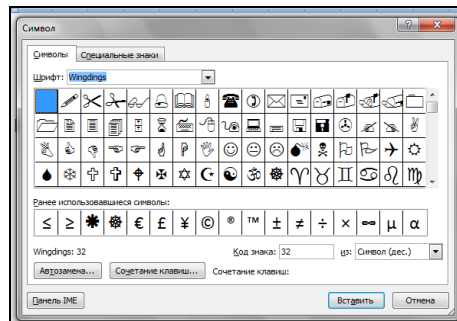 Символ
Символы Специальные знаки
Шрифт: Wingdings
Ранее использовавшиеся символы:
≤ ≥ ✱ ☸ € £ ¥ © ® ™ ± ≠ ÷ × ∞ µ α
Wingdings: 32 Код знака: 32 из: Символ (дес.)
Автозамена... Сочетание клавиш... Сочетание клавиш:
Панель IME Вставить Отмена